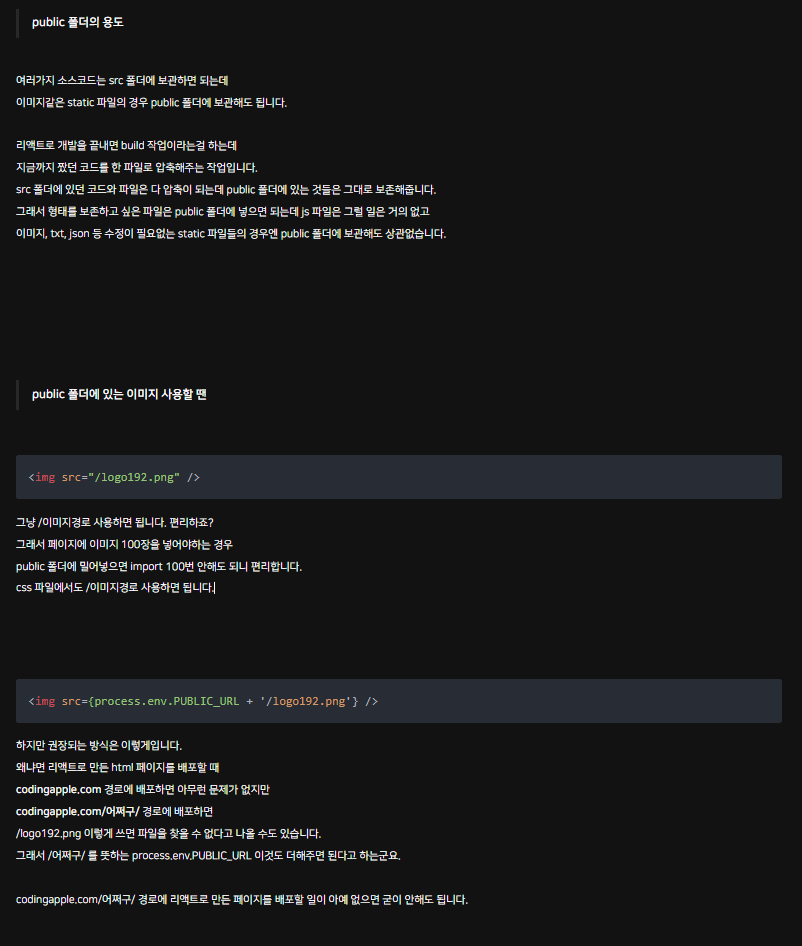 public 폴더의 용도
여러가지 소스코드는 src 폴더에 보관하면 되는데
이미지같은 static 파일의 경우 public 폴더에 보관해도 됩니다.
리액트로 개발을 끝내면 build 작업이라는걸 하는데
지금까지 짰던 코드를 한 파일로 압축해주는 작업입니다.
src 폴더에 있던 코드와 파일은 다 압축이 되는데 public 폴더에 있는 것들은 그대로 보존해줍니다.
그래서 형태를 보존하고 싶은 파일은 public 폴더에 넣으면 되는데 js 파일은 그럴 일은 거의 없고
이미지, txt, json 등 수정이 필요없는 static 파일들의 경우엔 public 폴더에 보관해도 상관없습니다.
public 폴더에 있는 이미지 사용할 땐
<img src="/logo192.png" />
그냥 /이미지경로 사용하면 됩니다. 편리하죠?
그래서 페이지에 이미지 100장을 넣어야하는 경우
public 폴더에 밀어넣으면 import 100번 안해도 되니 편리합니다.
css 파일에서도 /이미지경로 사용하면 됩니다.
<img src={process.env.PUBLIC_URL + '/logo192.png'} />
하지만 권장되는 방식은 이렇게입니다.
왜냐면 리액트로 만든 html 페이지를 배포할 때
codingapple.com 경로에 배포하면 아무런 문제가 없지만
codingapple.com/어쩌구/ 경로에 배포하면
/logo192.png 이렇게 쓰면 파일을 찾을 수 없다고 나올 수도 있습니다.
그래서 /어쩌구/ 를 뜻하는 process.env.PUBLIC_URL 이것도 더해주면 된다고 하는군요.
codingapple.com/어쩌구/ 경로에 리액트로 만든 페이지를 배포할 일이 아예 없으면 굳이 안해도 됩니다.